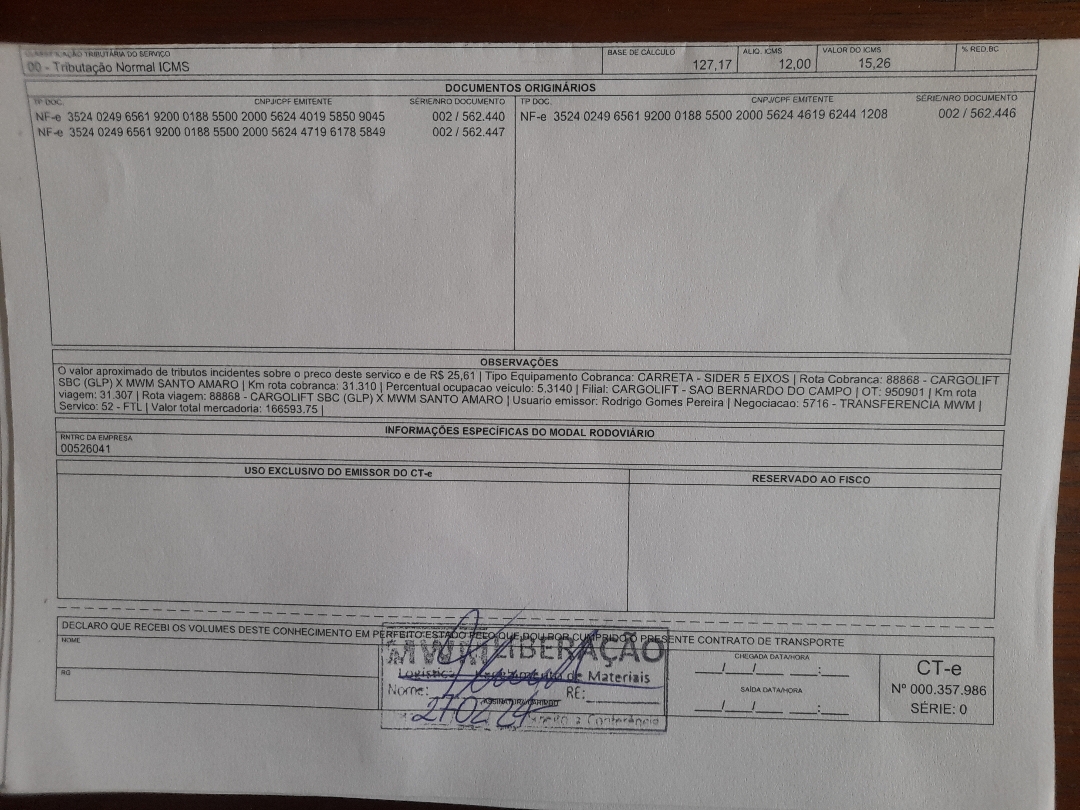 CLASSIFICAÇÃO TRIBUTÁRIA DO SERVIÇO
00 - Tributação Normal ICMS
BASE DE CÁLCULO
127,17
ALIQ. ICMS
12,00
VALOR DO ICMS
15,26
% RED.BC
DOCUMENTOS ORIGINÁRIOS
TP DOC. CNPJ/CPF EMITENTE SÉRIE/NRO DOCUMENTO
NF-e 3524 0249 6561 9200 0188 5500 2000 5624 4019 5850 9045 002 / 562.440
NF-e 3524 0249 6561 9200 0188 5500 2000 5624 4719 6178 5849 002 / 562.447
TP DOC. CNPJ/CPF EMITENTE SÉRIE/NRO DOCUMENTO
NF-e 3524 0249 6561 9200 0188 5500 2000 5624 4619 6244 1208 002 / 562.446
OBSERVAÇÕES
O valor aproximado de tributos incidentes sobre o preco deste servico e de R$ 25,61 | Tipo Equipamento Cobranca: CARRETA - SIDER 5 EIXOS | Rota Cobranca: 88868 - CARGOLIFT
SBC (GLP) X MWM SANTO AMARO | Km rota cobranca: 31.310 | Percentual ocupacao veiculo: 5,3140 | Filial: CARGOLIFT - SAO BERNARDO DO CAMPO | OT: 950901 | Km rota
viagem: 31.307 | Rota viagem: 88868 - CARGOLIFT SBC (GLP) X MWM SANTO AMARO | Usuario emissor: Rodrigo Gomes Pereira | Negociacao: 5716 - TRANSFERENCIA MWM |
Servico: 52 - FTL | Valor total mercadoria: 166593,75 |
INFORMAÇÕES ESPECÍFICAS DO MODAL RODOVIÁRIO
RNTRC DA EMPRESA
00526041
USO EXCLUSIVO DO EMISSOR DO CT-e
RESERVADO AO FISCO
DECLARO QUE RECEBI OS VOLUMES DESTE CONHECIMENTO EM PERFEITO ESTADO PELO QUE DOU POR CUMPRIDO O PRESENTE CONTRATO DE TRANSPORTE
NOME
RG
ASSINATURA/CARIMBO
MWM LIBERAÇÃO
Logística de Materiais
Nome: RE:
27 02 24
Sujeito a Conferência
CHEGADA DATA/HORA
__/__/__ __:__
SAÍDA DATA/HORA
__/__/__ __:__
CT-e
Nº 000.357.986
SÉRIE: 0